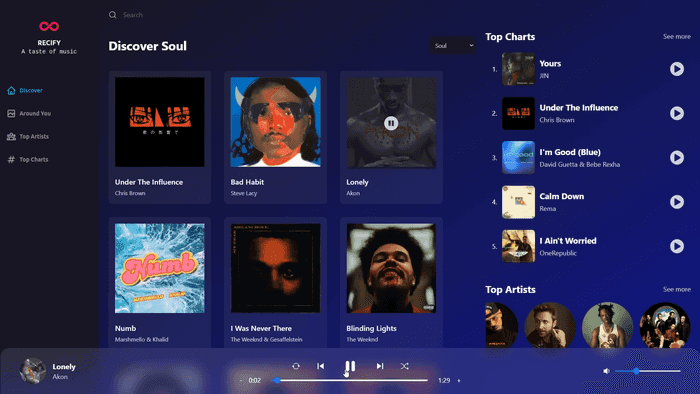 RECIFY
A taste of music
Discover
Around You
Top Artists
Top Charts
Search
Discover Soul
Soul
Under The Influence
Chris Brown
Bad Habit
Steve Lacy
Lonely
Akon
Numb
Numb
Marshmello & Khalid
I Was Never There
The Weeknd & Gesaffelstein
Blinding Lights
The Weeknd
Top Charts
See more
1.
Yours
JIN
2.
Under The Influence
Chris Brown
3.
I'm Good (Blue)
David Guetta & Bebe Rexha
4.
Calm Down
Rema
5.
I Ain't Worried
OneRepublic
Top Artists
See more
Lonely
Akon
- 0:02
1:29 +